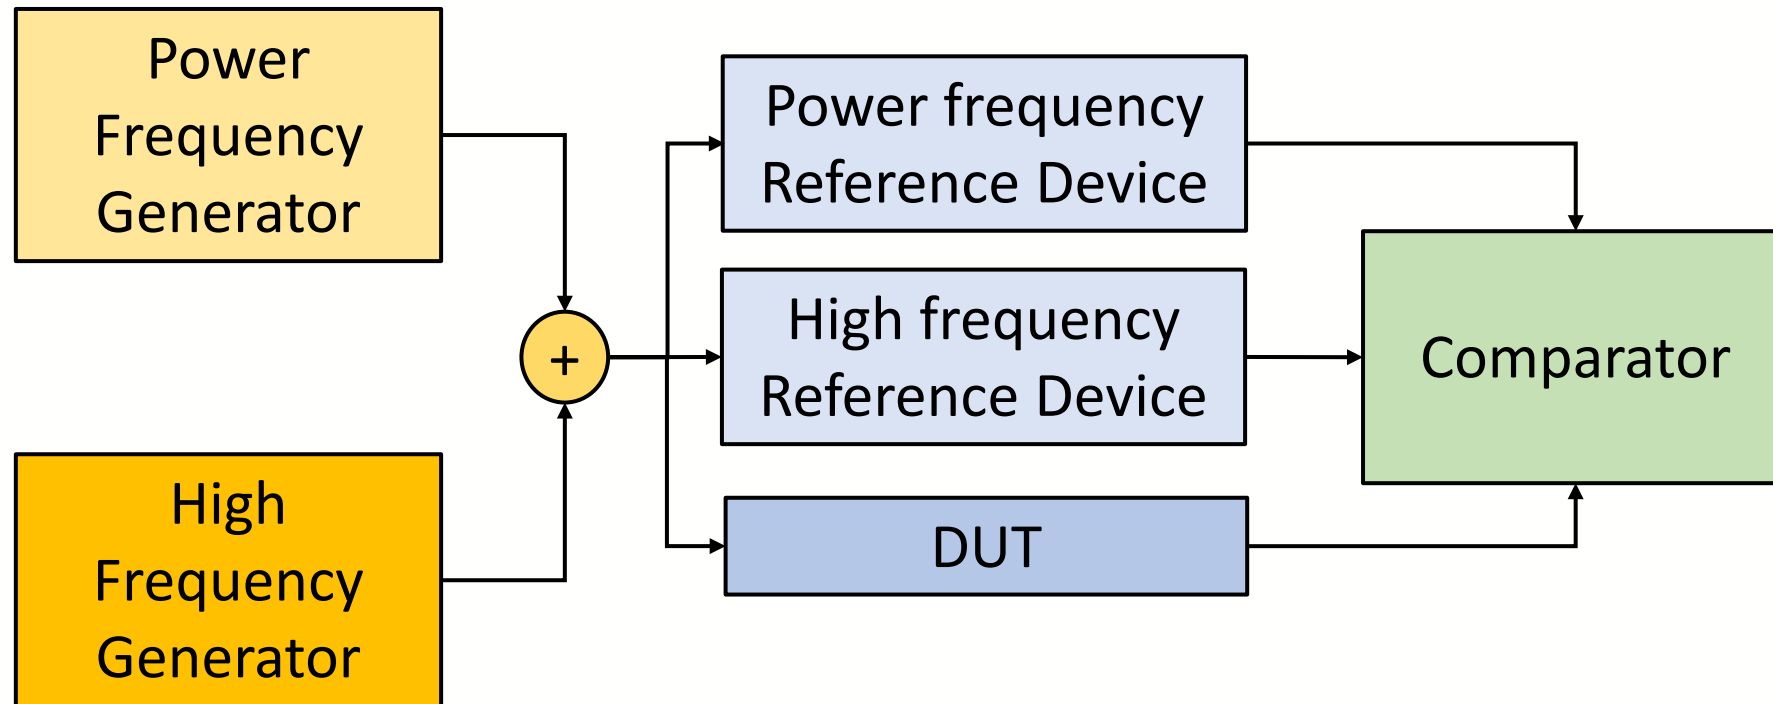 Power
Frequency
Generator
Power frequency
Reference Device
High frequency
Reference Device
+
Comparator
High
Frequency
Generator
DUT